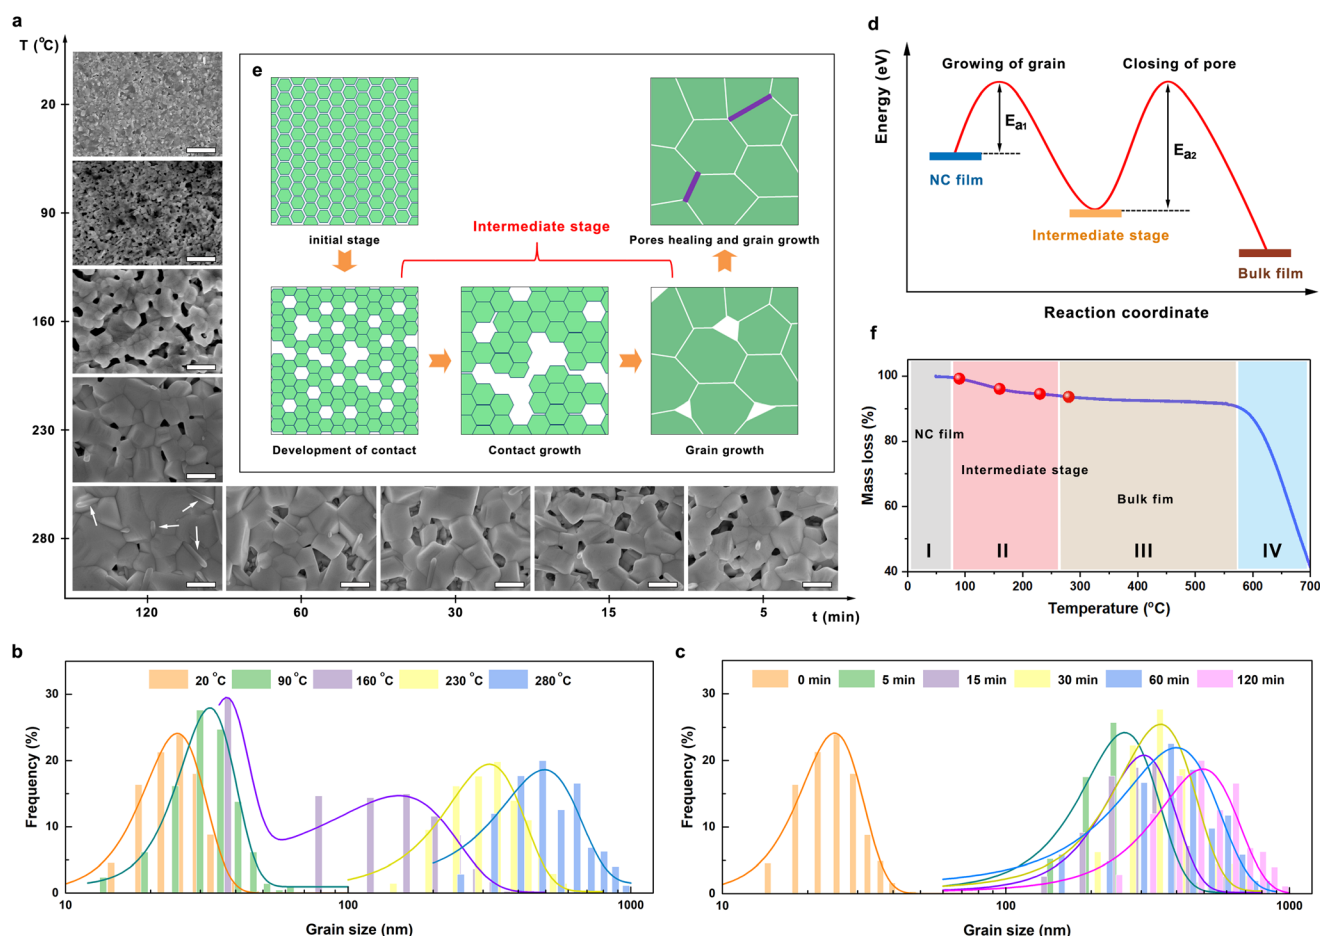 a
T (°C)
20
90
160
230
280
120
60
30
15
5
t (min)
e
initial stage
Intermediate stage
Pores healing and grain growth
Development of contact
Contact growth
Grain growth
d
Energy (eV)
Growing of grain
Closing of pore
Ea1
Ea2
NC film
Intermediate stage
Bulk film
Reaction coordinate
f
Mass loss (%)
100
80
60
40
NC film
Intermediate stage
Bulk fim
I
II
III
IV
0
100
200
300
400
500
600
700
Temperature (°C)
b
20 °C
90 °C
160 °C
230 °C
280 °C
Frequency (%)
30
20
10
0
10
100
1000
Grain size (nm)
c
0 min
5 min
15 min
30 min
60 min
120 min
Frequency (%)
30
20
10
0
10
100
1000
Grain size (nm)